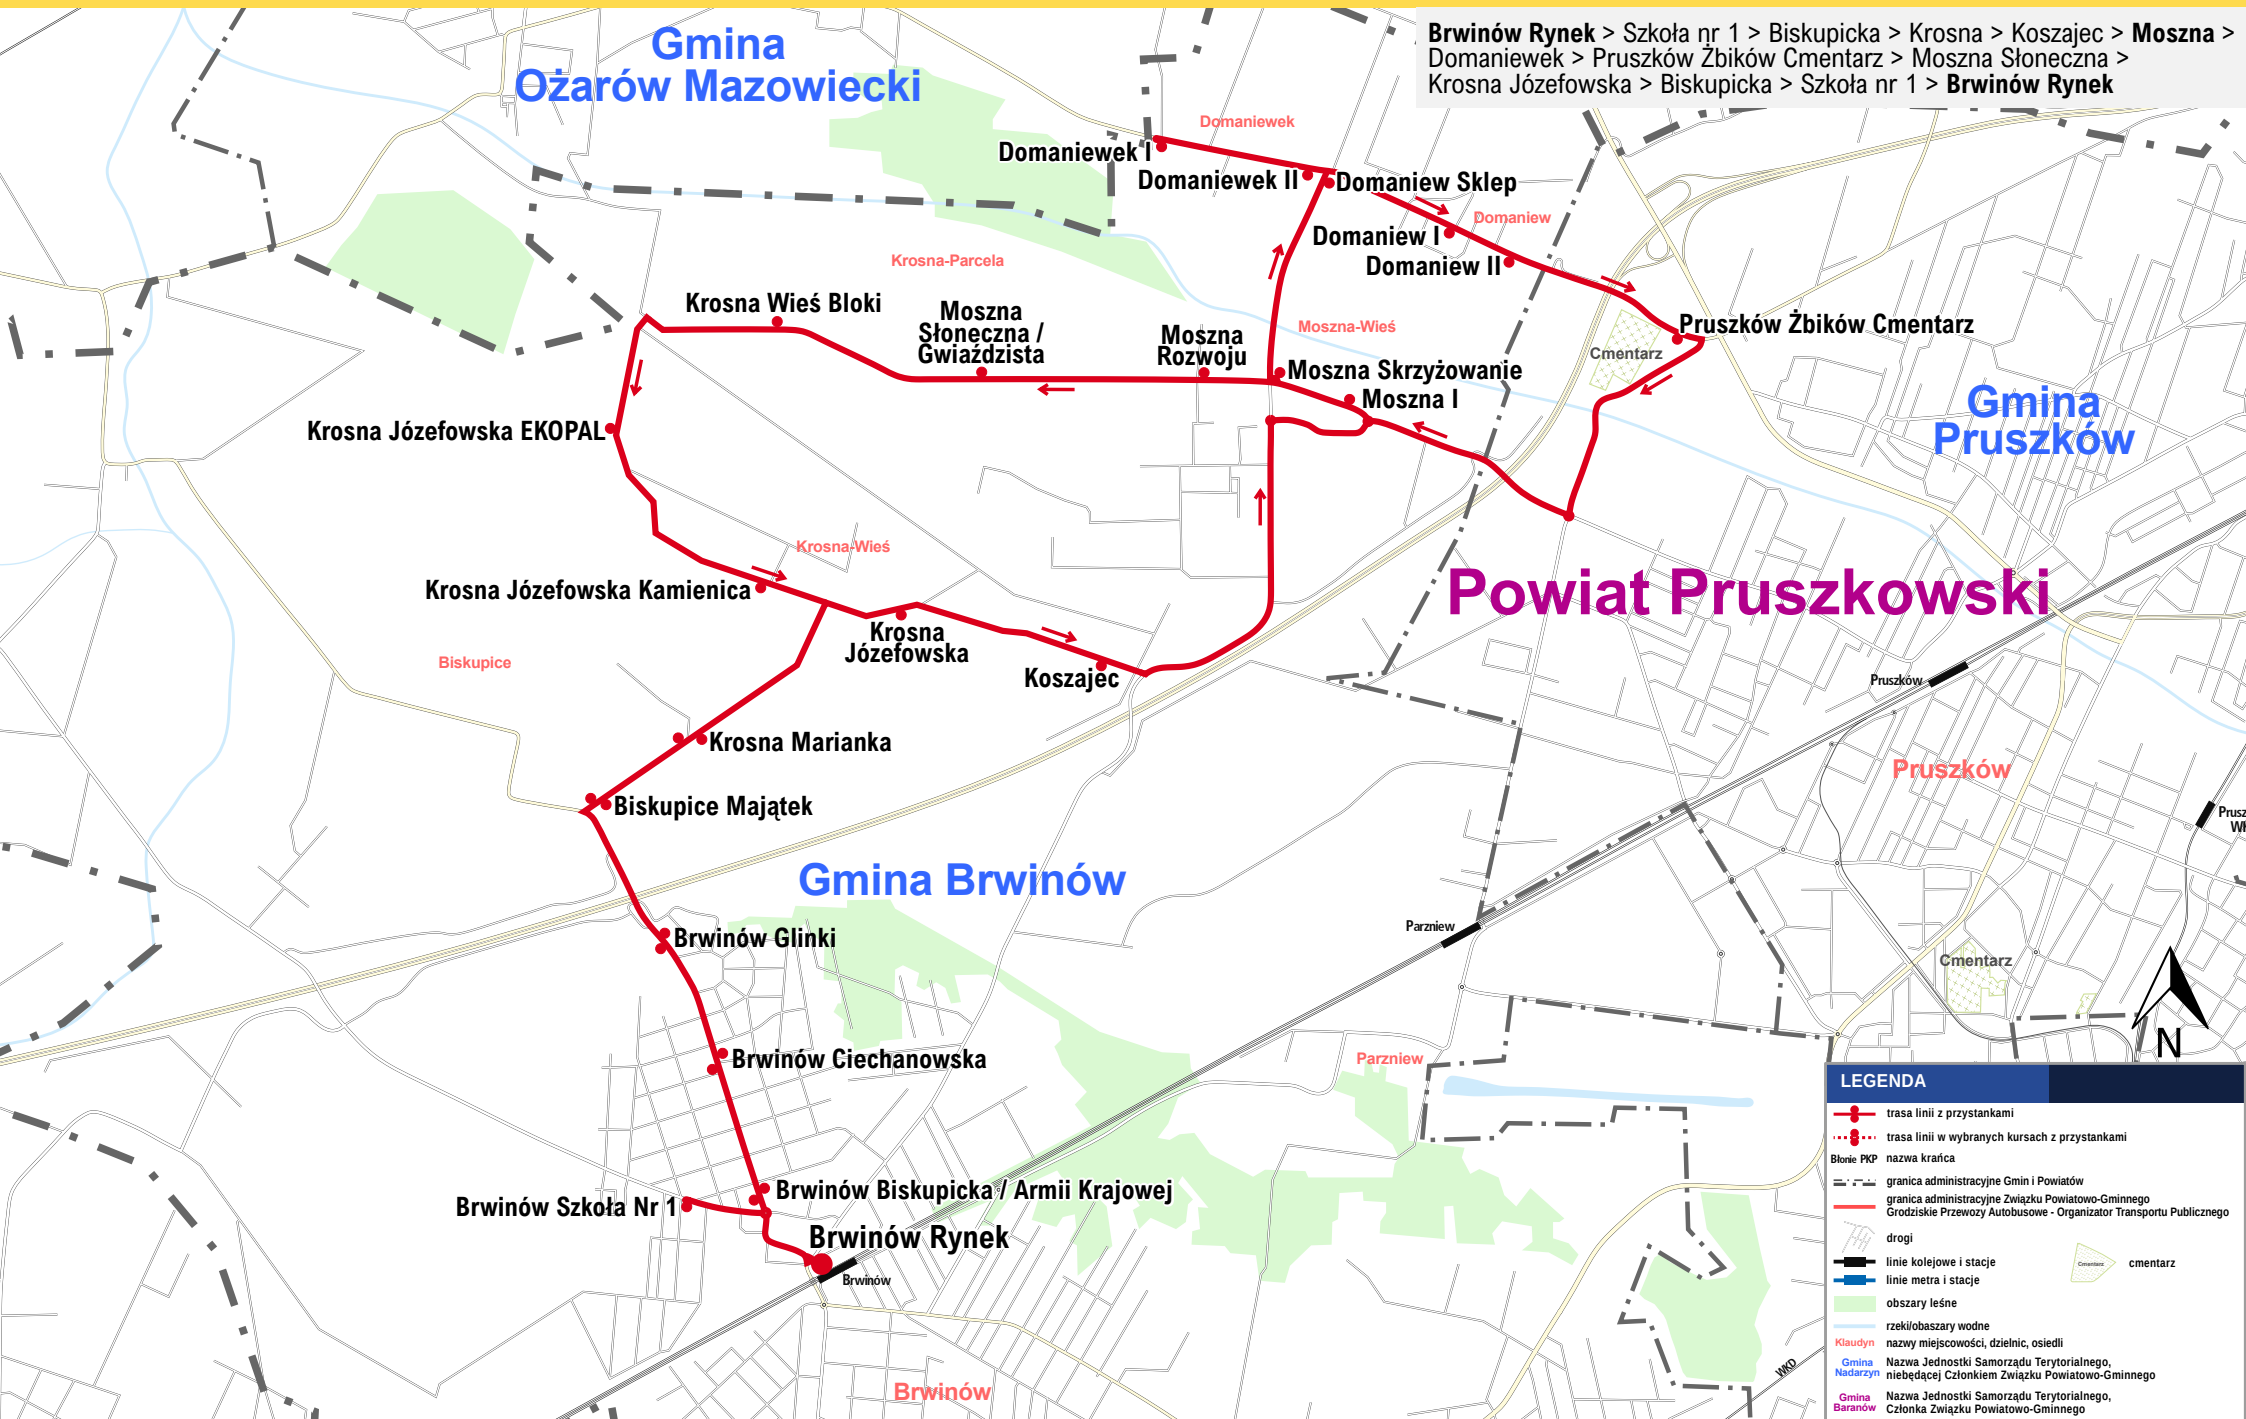 Brwinów Rynek > Szkoła nr 1 > Biskupicka > Krosna > Koszajec > Moszna >
Domaniewek > Pruszków Żbików Cmentarz > Moszna Słoneczna >
Krosna Józefowska > Biskupicka > Szkoła nr 1 > Brwinów Rynek
Gmina
Ożarów Mazowiecki
Domaniewek
Domaniewek I
Domaniewek II
Domaniew Sklep
Domaniew
Domaniew I
Domaniew II
Krosna-Parcela
Krosna Wieś Bloki
Moszna
Słoneczna /
Gwiaździsta
Moszna
Rozwoju
Moszna-Wieś
Pruszków Żbików Cmentarz
Cmentarz
Moszna Skrzyżowanie
Moszna I
Gmina
Pruszków
Krosna Józefowska EKOPAL
Krosna-Wieś
Krosna Józefowska Kamienica
Powiat Pruszkowski
Krosna
Józefowska
Biskupice
Koszajec
Pruszków
Krosna Marianka
Pruszków
Biskupice Majątek
Gmina Brwinów
Parzniew
Brwinów Glinki
Cmentarz
N
Brwinów Ciechanowska
Parzniew
Brwinów Biskupicka / Armii Krajowej
Brwinów Szkoła Nr 1
Brwinów Rynek
Brwinów
WKD
Brwinów
LEGENDA
trasa linii z przystankami
trasa linii w wybranych kursach z przystankami
Błonie PKP nazwa krańca
granica administracyjne Gmin i Powiatów
granica administracyjne Związku Powiatowo-Gminnego
Grodziskie Przewozy Autobusowe - Organizator Transportu Publicznego
drogi
linie kolejowe i stacje
Cmentarz cmentarz
linie metra i stacje
obszary leśne
rzeki/obaszary wodne
Klaudyn nazwy miejscowości, dzielnic, osiedli
Gmina Nadarzyn Nazwa Jednostki Samorządu Terytorialnego,
niebędącej Członkiem Związku Powiatowo-Gminnego
Gmina Baranów Nazwa Jednostki Samorządu Terytorialnego,
Członka Związku Powiatowo-Gminnego